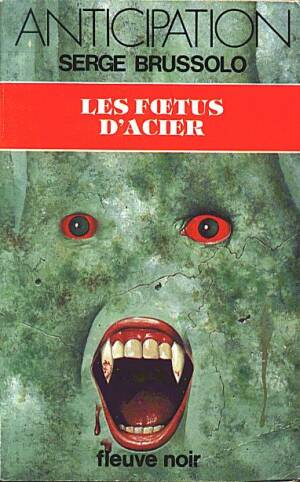 ANTICIPATION
SERGE BRUSSOLO
LES FŒTUS
D'ACIER
fleuve noir